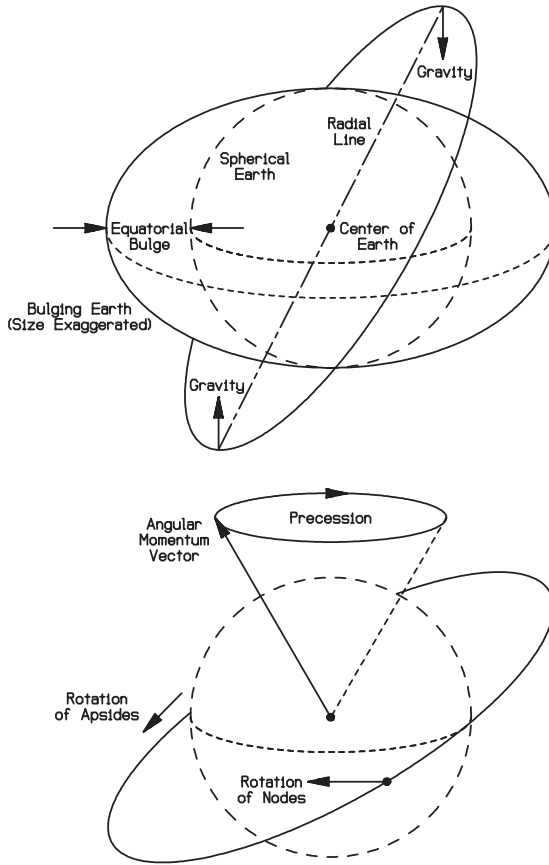 Gravity
Radial
Line
Spherical
Earth
Equatorial
Bulge
Center of
Earth
Bulging Earth
(Size Exaggerated)
Gravity
Precession
Angular
Momentum
Vector
Rotation
of Apsides
Rotation
of Nodes